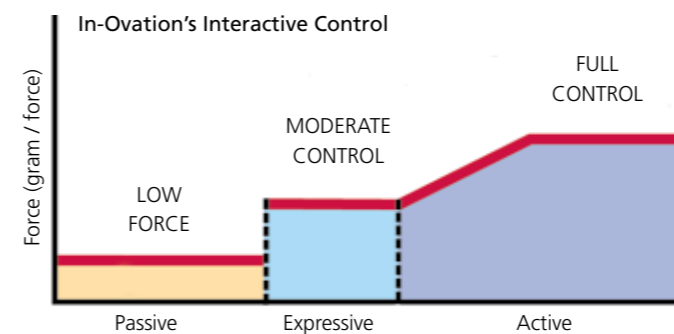 In-Ovation's Interactive Control
Force (gram / force)
LOW
FORCE
MODERATE
CONTROL
FULL
CONTROL
Passive
Expressive
Active